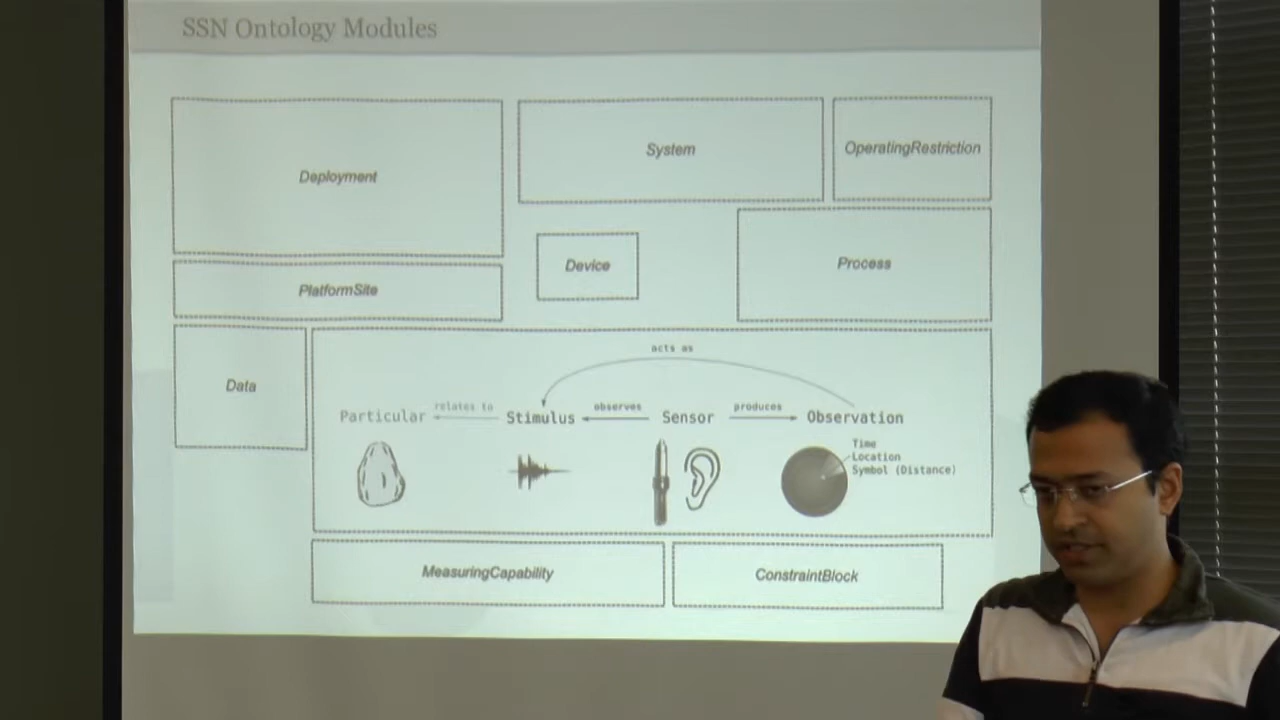 SSN Ontology Modules
Deployment
System
OperatingRestriction
PlatformSite
Device
Process
Data
acts as
Particular
relates to
Stimulus
observes
Sensor
produces
Observation
Time
Location
Symbol (Distance)
MeasuringCapability
ConstraintBlock